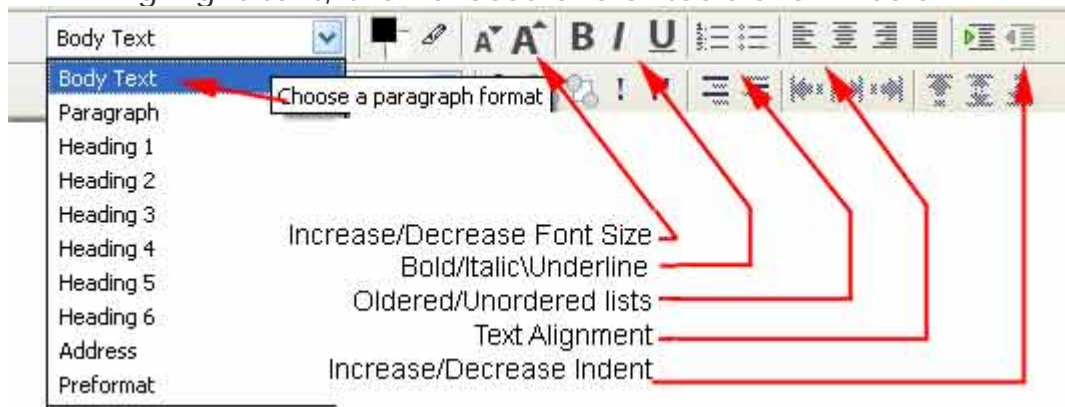 Body Text
B I U
Body Text
Choose a paragraph format
Paragraph
Heading 1
Heading 2
Heading 3
Heading 4
Heading 5
Heading 6
Address
Preformat
Increase/Decrease Font Size
Bold/Italic\Underline
Oldered/Unordered lists
Text Alignment
Increase/Decrease Indent